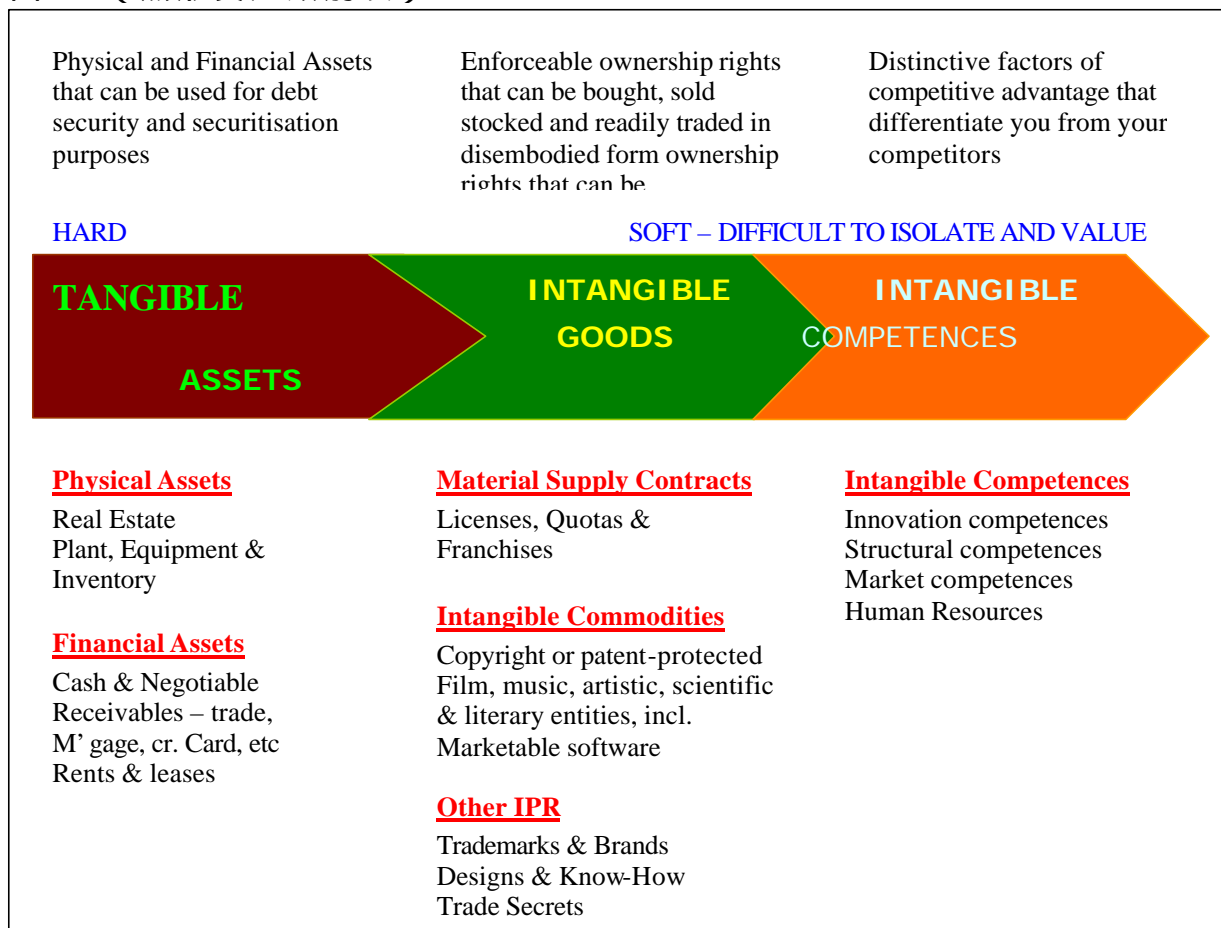 Physical and Financial Assets
that can be used for debt
security and securitisation
purposes
Enforceable ownership rights
that can be bought, sold
stocked and readily traded in
disembodied form ownership
rights that can be
Distinctive factors of
competitive advantage that
differentiate you from your
competitors
HARD
SOFT – DIFFICULT TO ISOLATE AND VALUE
TANGIBLE
ASSETS
INTANGIBLE
GOODS
INTANGIBLE
COMPETENCES
Physical Assets
Real Estate
Plant, Equipment &
Inventory
Financial Assets
Cash & Negotiable
Receivables – trade,
M' gage, cr. Card, etc
Rents & leases
Material Supply Contracts
Licenses, Quotas &
Franchises
Intangible Commodities
Copyright or patent-protected
Film, music, artistic, scientific
& literary entities, incl.
Marketable software
Other IPR
Trademarks & Brands
Designs & Know-How
Trade Secrets
Intangible Competences
Innovation competences
Structural competences
Market competences
Human Resources